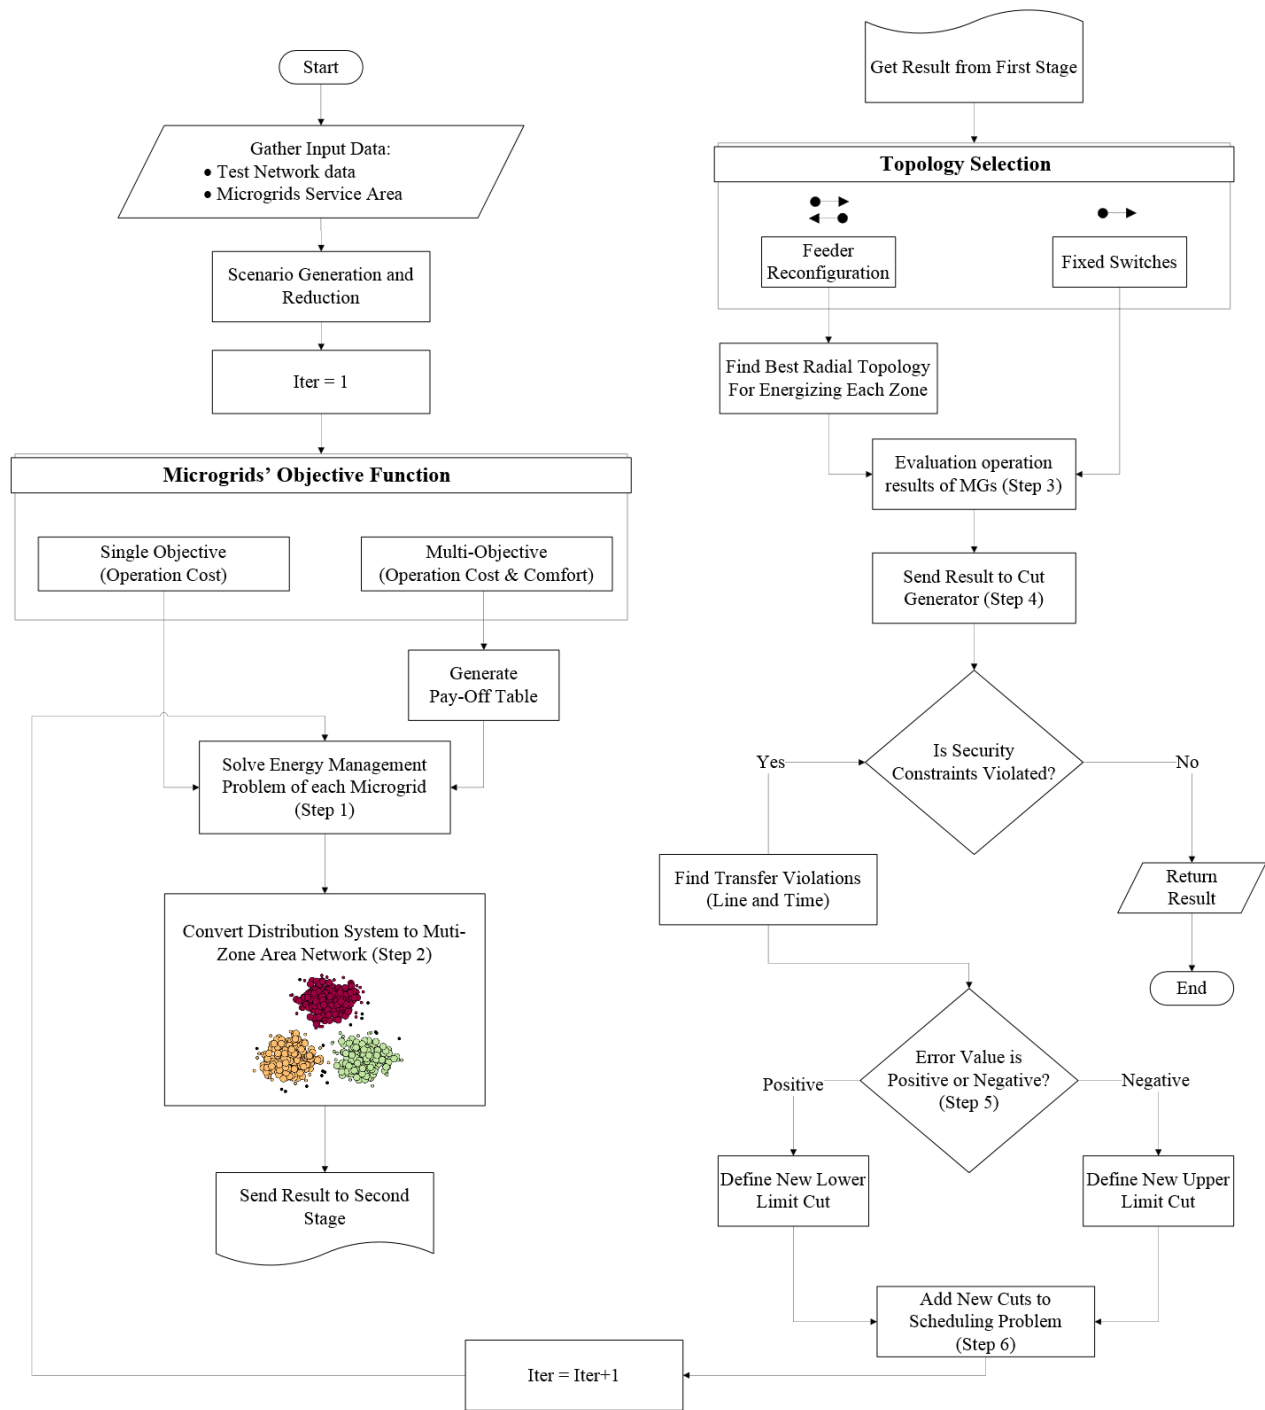 Start
Gather Input Data:
● Test Network data
● Microgrids Service Area
Scenario Generation and
Reduction
Iter = 1
Microgrids’ Objective Function
Single Objective
(Operation Cost)
Multi-Objective
(Operation Cost & Comfort)
Generate
Pay-Off Table
Solve Energy Management
Problem of each Microgrid
(Step 1)
Convert Distribution System to Muti-
Zone Area Network (Step 2)
Send Result to Second
Stage
Get Result from First Stage
Topology Selection
Feeder
Reconfiguration
Fixed Switches
Find Best Radial Topology
For Energizing Each Zone
Evaluation operation
results of MGs (Step 3)
Send Result to Cut
Generator (Step 4)
Is Security
Constraints Violated?
Yes
No
Find Transfer Violations
(Line and Time)
Return
Result
End
Error Value is
Positive or Negative?
(Step 5)
Positive
Negative
Define New Lower
Limit Cut
Define New Upper
Limit Cut
Add New Cuts to
Scheduling Problem
(Step 6)
Iter = Iter+1